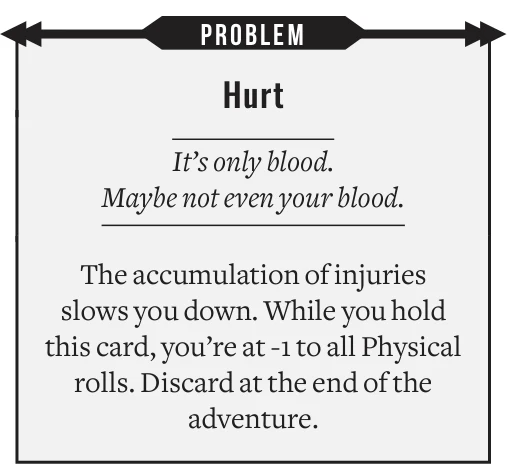 PROBLEM
Hurt
It's only blood.
Maybe not even your blood.
The accumulation of injuries
slows you down. While you hold
this card, you're at -1 to all Physical
rolls. Discard at the end of the
adventure.